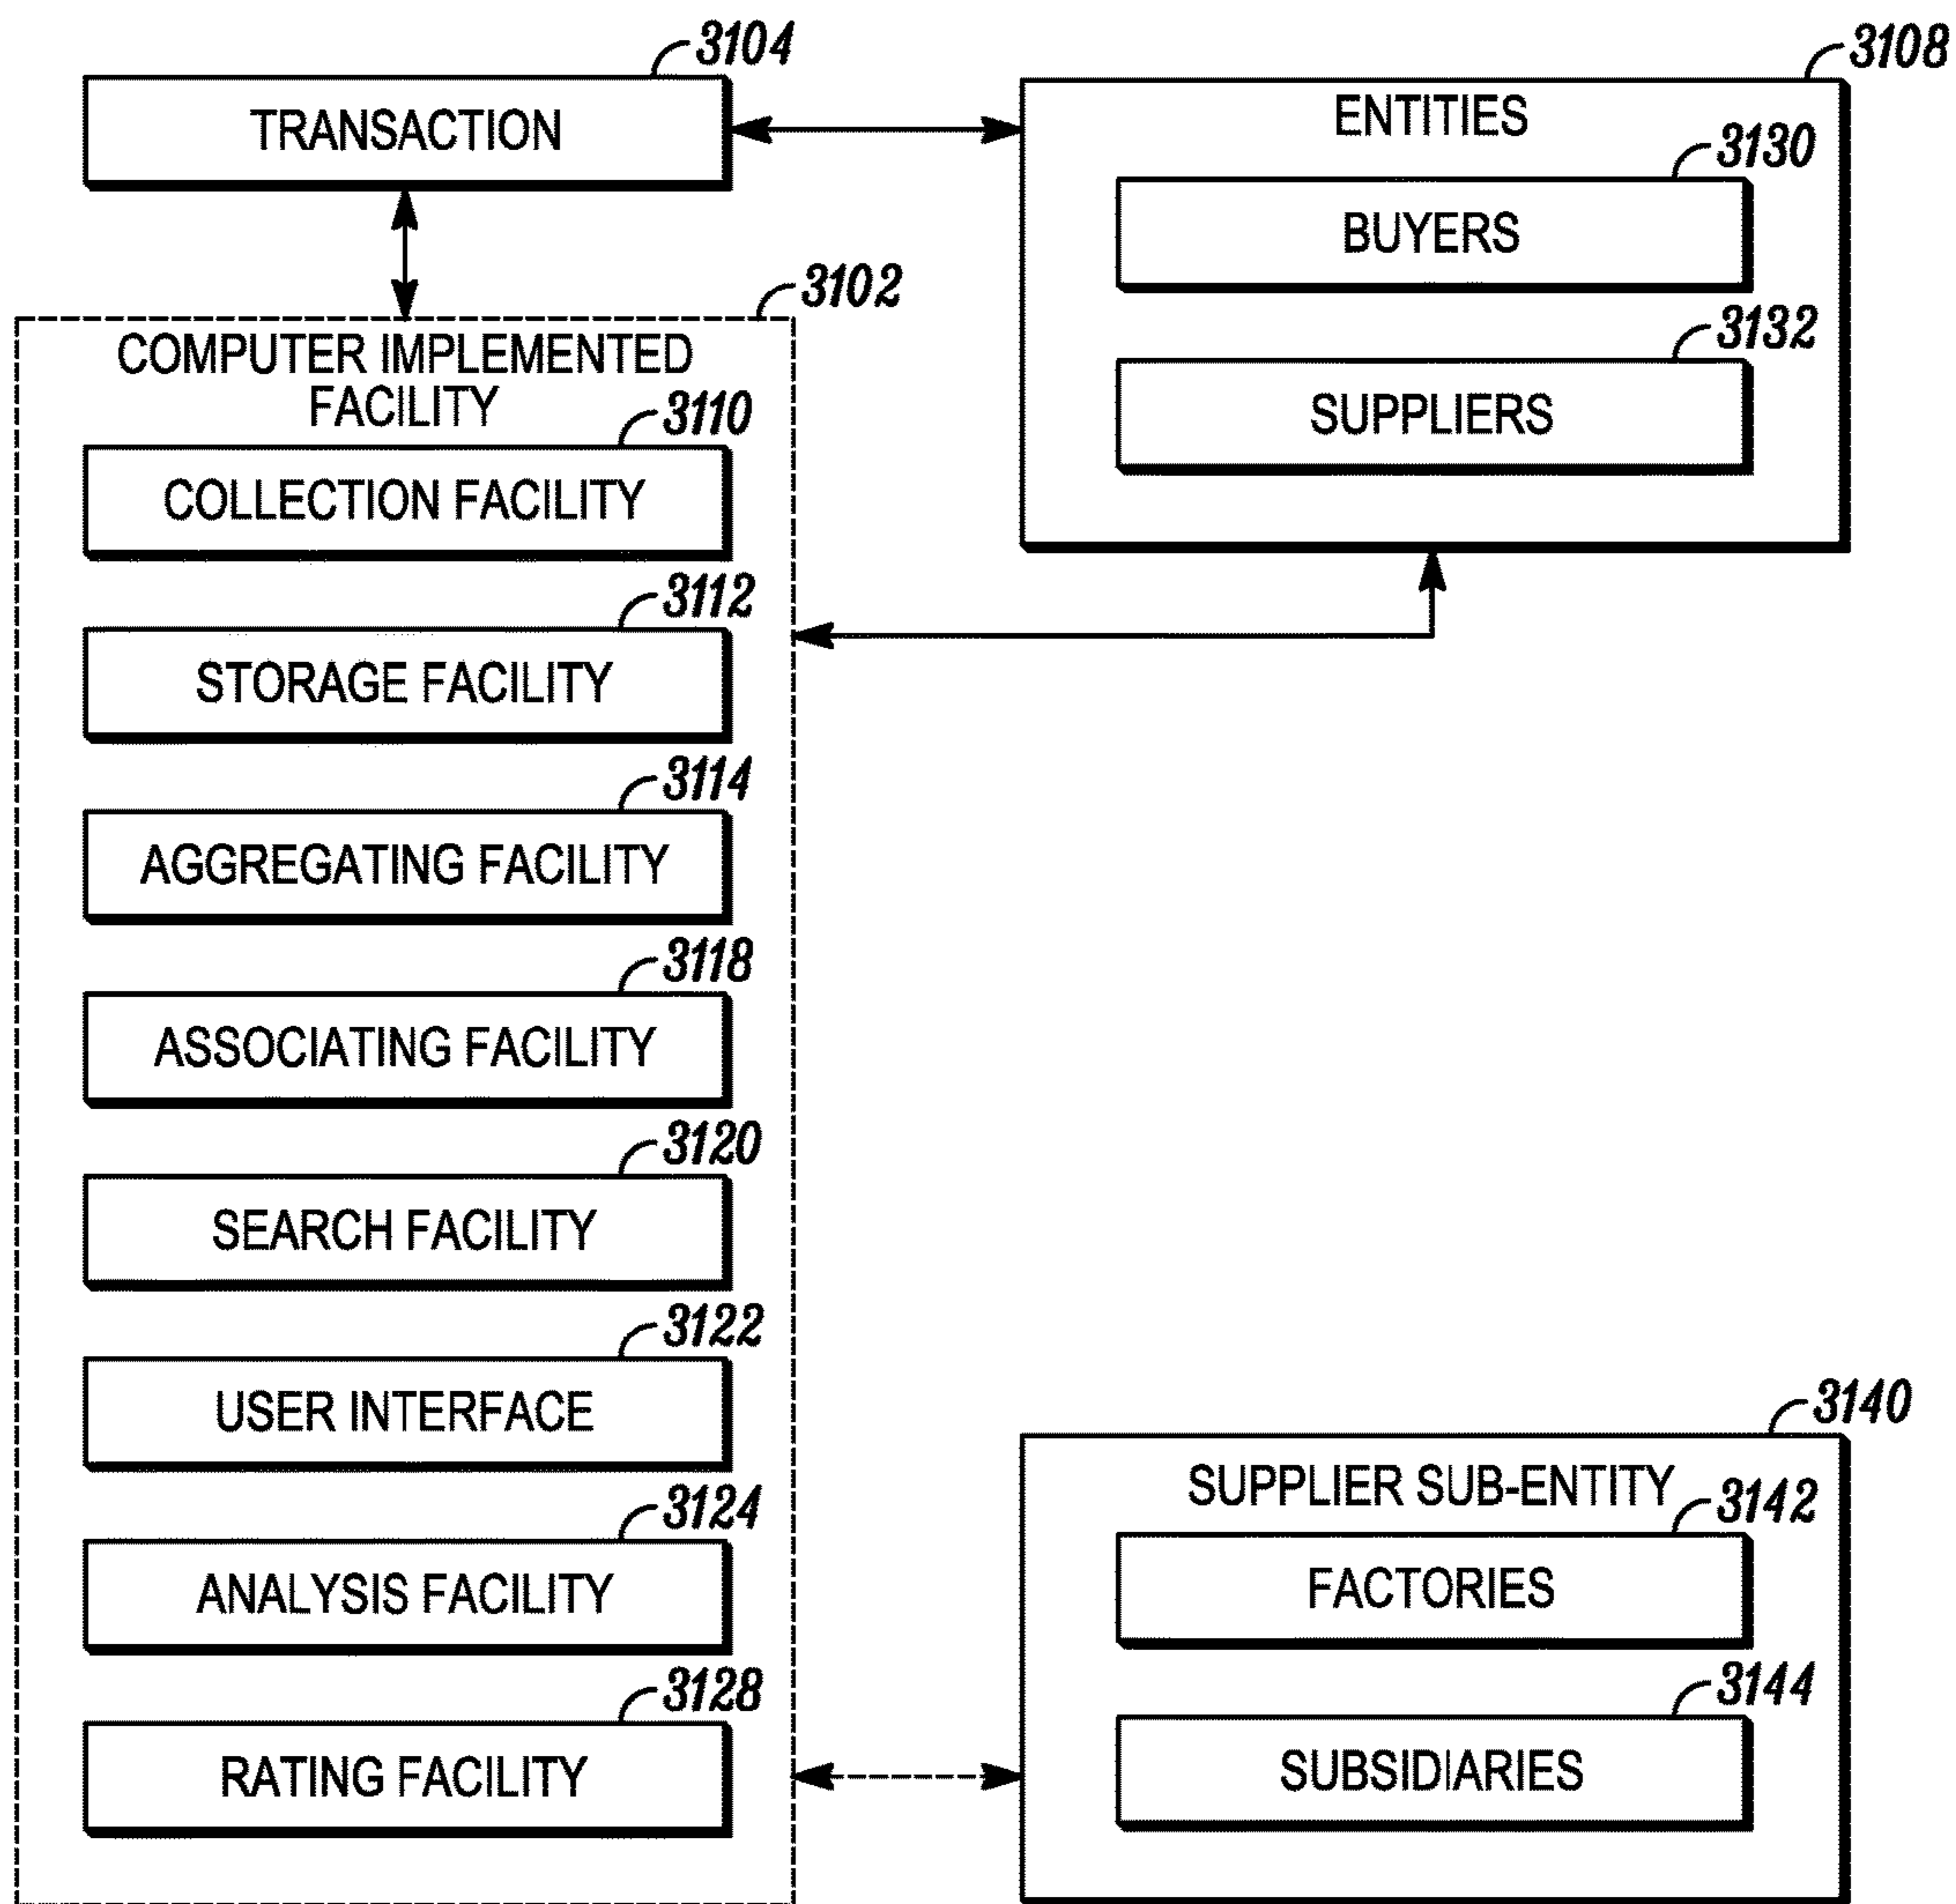 3104
TRANSACTION
3108
ENTITIES
3130
BUYERS
3132
SUPPLIERS
3102
COMPUTER IMPLEMENTED
FACILITY
3110
COLLECTION FACILITY
3112
STORAGE FACILITY
3114
AGGREGATING FACILITY
3118
ASSOCIATING FACILITY
3120
SEARCH FACILITY
3122
USER INTERFACE
3124
ANALYSIS FACILITY
3128
RATING FACILITY
3140
SUPPLIER SUB-ENTITY
3142
FACTORIES
3144
SUBSIDIARIES